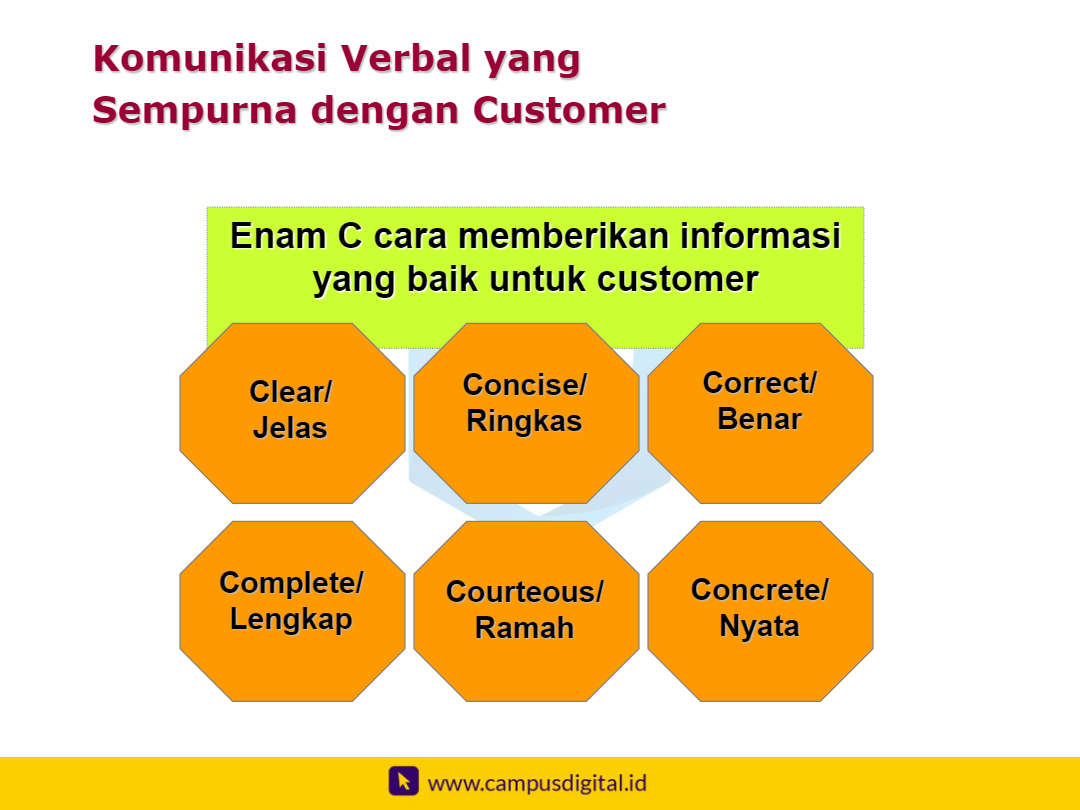 Komunikasi Verbal yang
Sempurna dengan Customer
Enam C cara memberikan informasi
yang baik untuk customer
Clear/
Jelas
Concise/
Ringkas
Correct/
Benar
Complete/
Lengkap
Courteous/
Ramah
Concrete/
Nyata
www.campusdigital.id